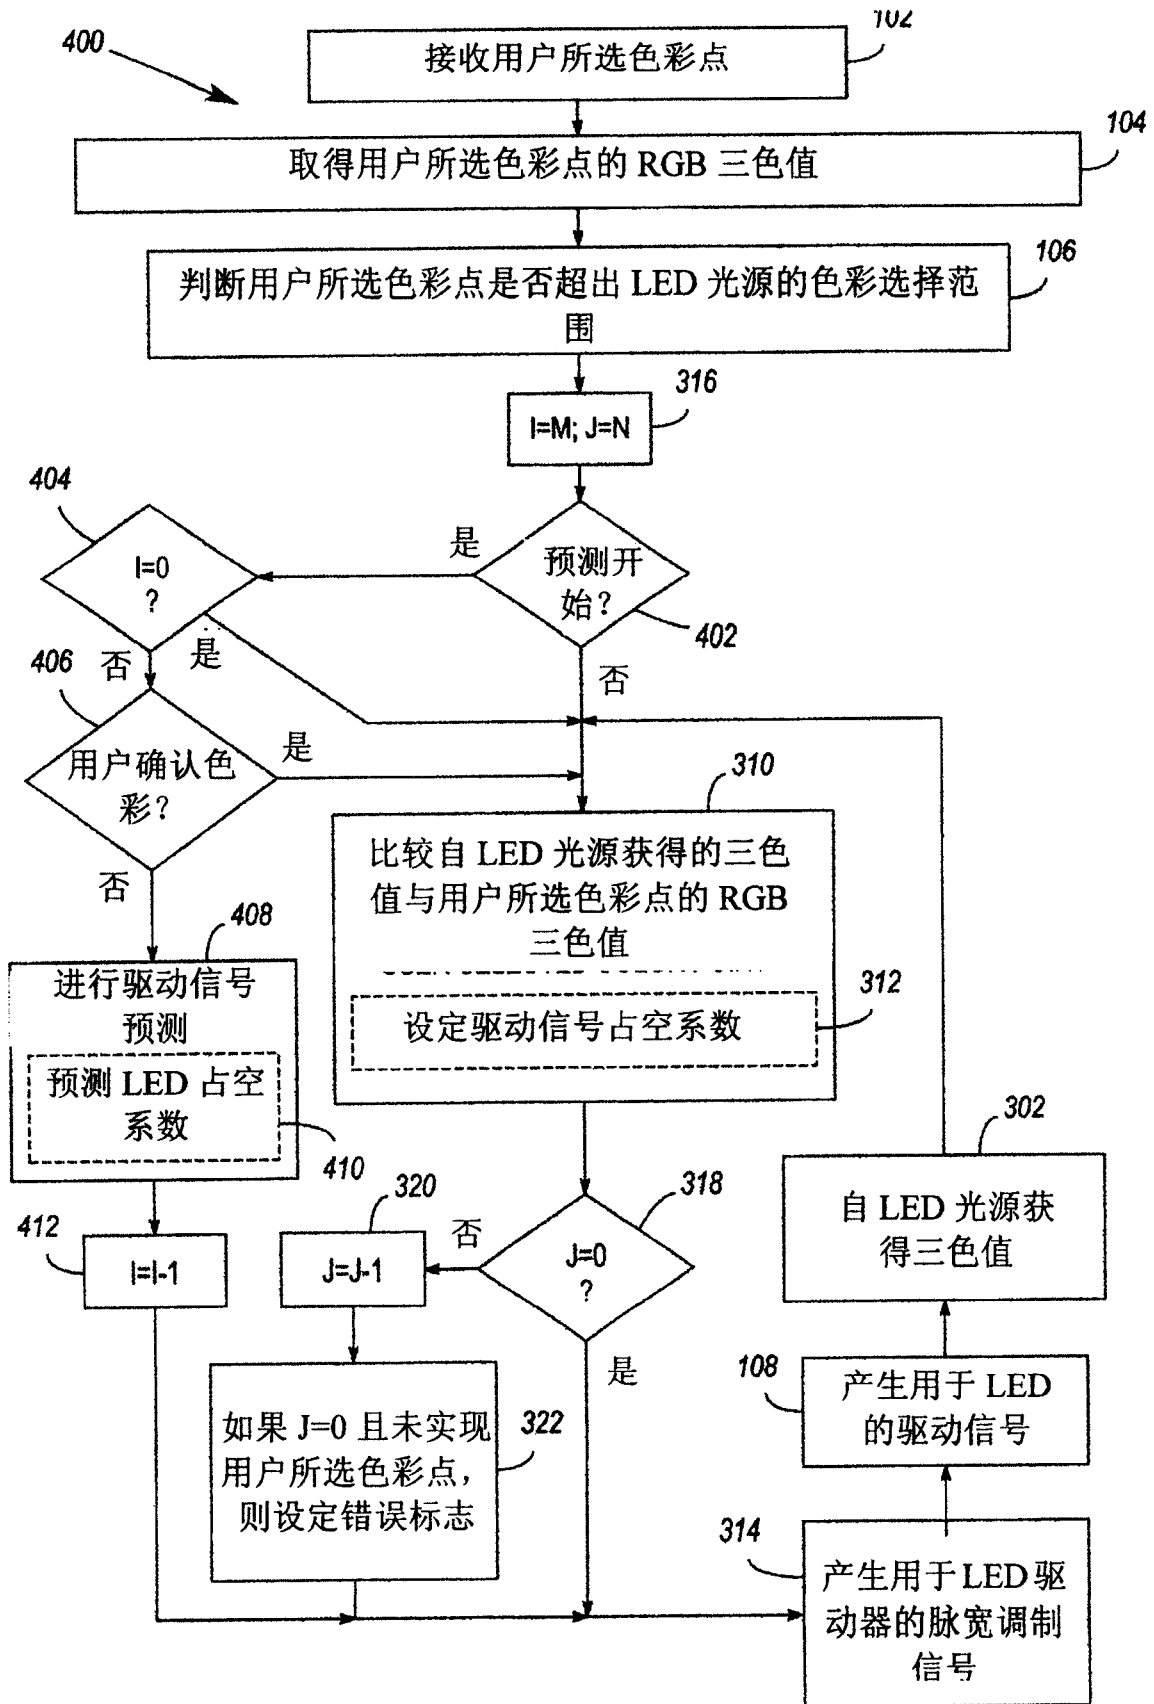 102
400
接收用户所选色彩点
104
取得用户所选色彩点的 RGB 三色值
106
判断用户所选色彩点是否超出 LED 光源的色彩选择范
围
316
I=M; J=N
404
I=0
?
是
预测开
始？
402
否
是
否
406
用户确认色
彩？
是
否
310
比较自 LED 光源获得的三色
值与用户所选色彩点的 RGB
三色值
312
设定驱动信号占空系数
408
进行驱动信号
预测
预测 LED 占空
系数
410
412
I=I-1
320
J=J-1
否
318
J=0
?
是
302
自 LED 光源获
得三色值
108
产生用于 LED
的驱动信号
322
如果 J=0 且未实现
用户所选色彩点，
则设定错误标志
314
产生用于 LED 驱
动器的脉宽调制
信号